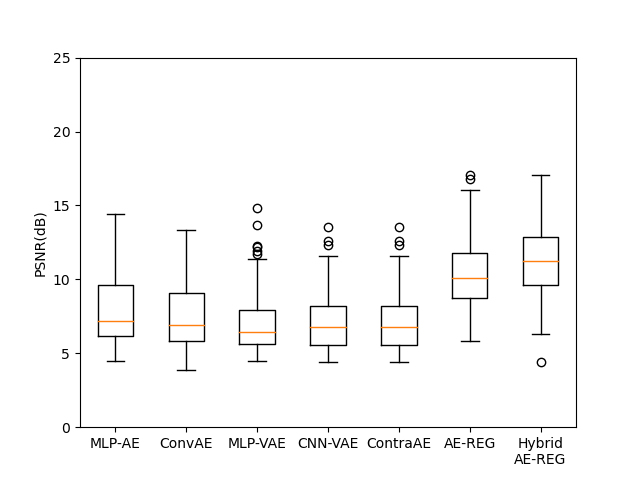 25
20
15
10
5
0
PSNR(dB)
MLP-AE
ConvAE
MLP-VAE
CNN-VAE
ContraAE
AE-REG
Hybrid
AE-REG